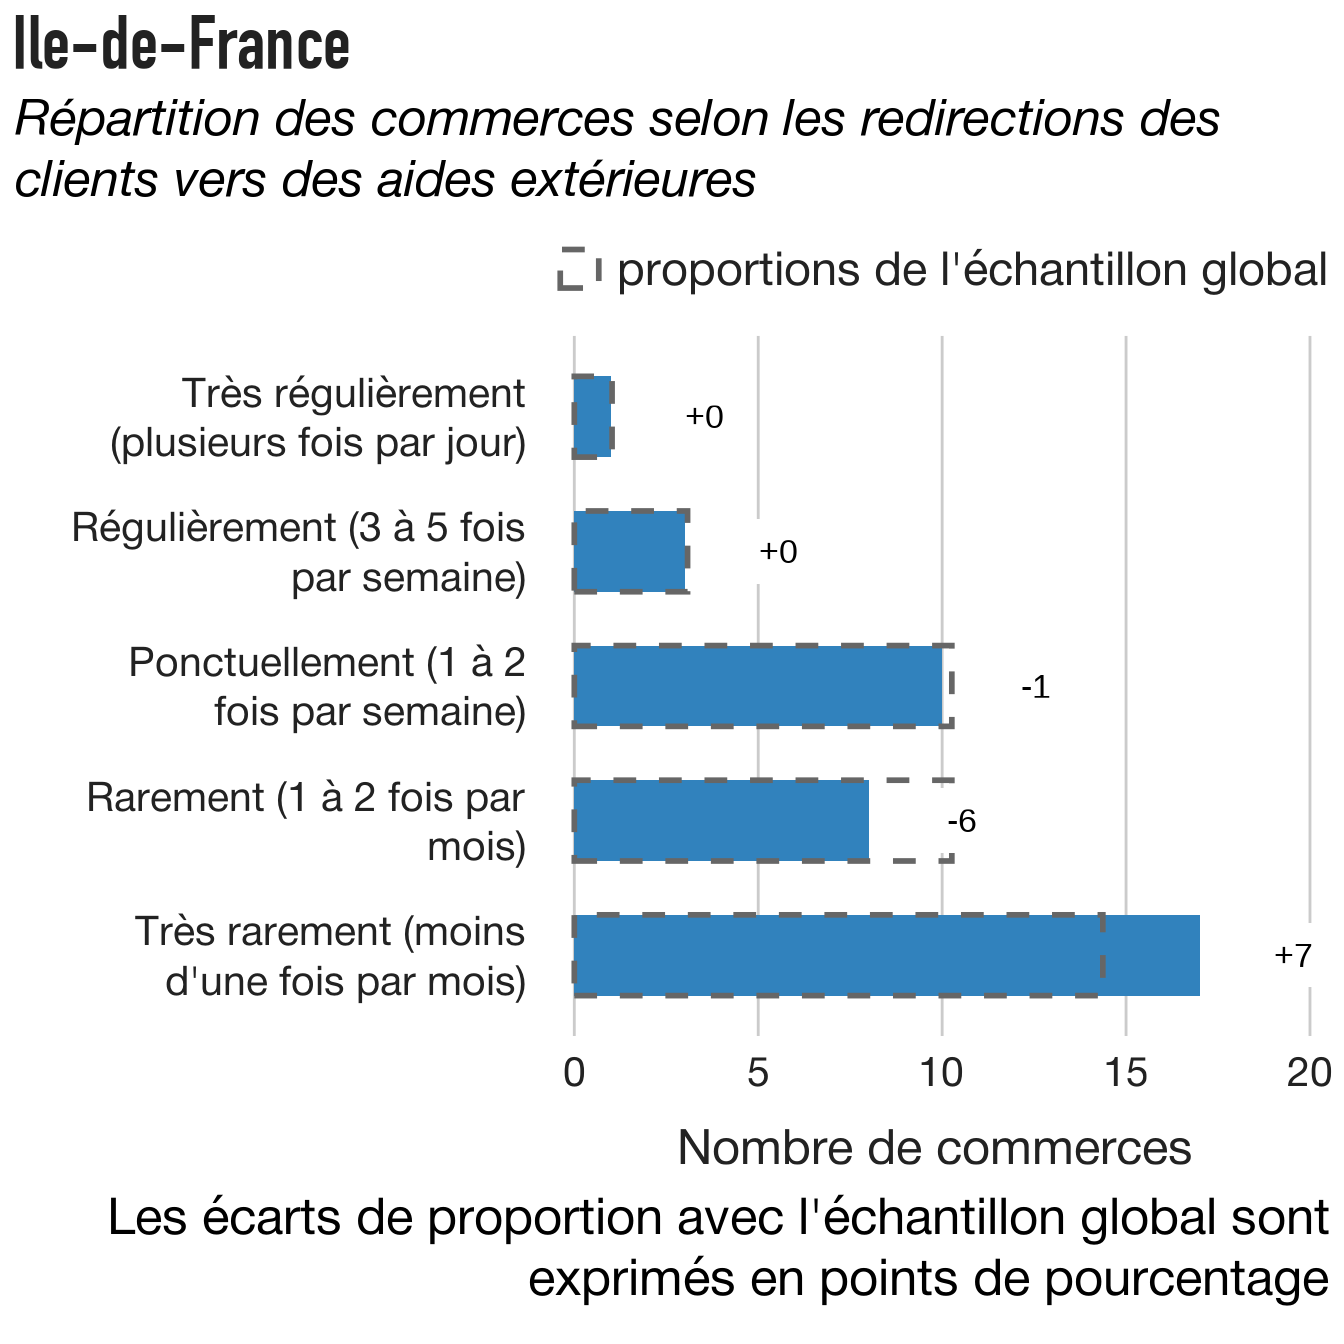 Ile-de-France
Répartition des commerces selon les redirections des
clients vers des aides extérieures
proportions de l'échantillon global
Très régulièrement
(plusieurs fois par jour)
+0
Régulièrement (3 à 5 fois
par semaine)
+0
Ponctuellement (1 à 2
fois par semaine)
-1
Rarement (1 à 2 fois par
mois)
-6
Très rarement (moins
d'une fois par mois)
+7
0 5 10 15 20
Nombre de commerces
Les écarts de proportion avec l'échantillon global sont
exprimés en points de pourcentage